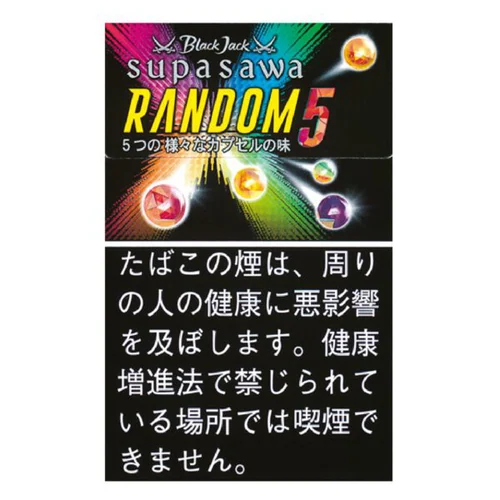 Black Jack
supasawa
RANDOM 5
5つの様々なカプセルの味
たばこの煙は、周り
の人の健康に悪影響
を及ぼします。健康
増進法で禁じられて
いる場所では喫煙で
きません。